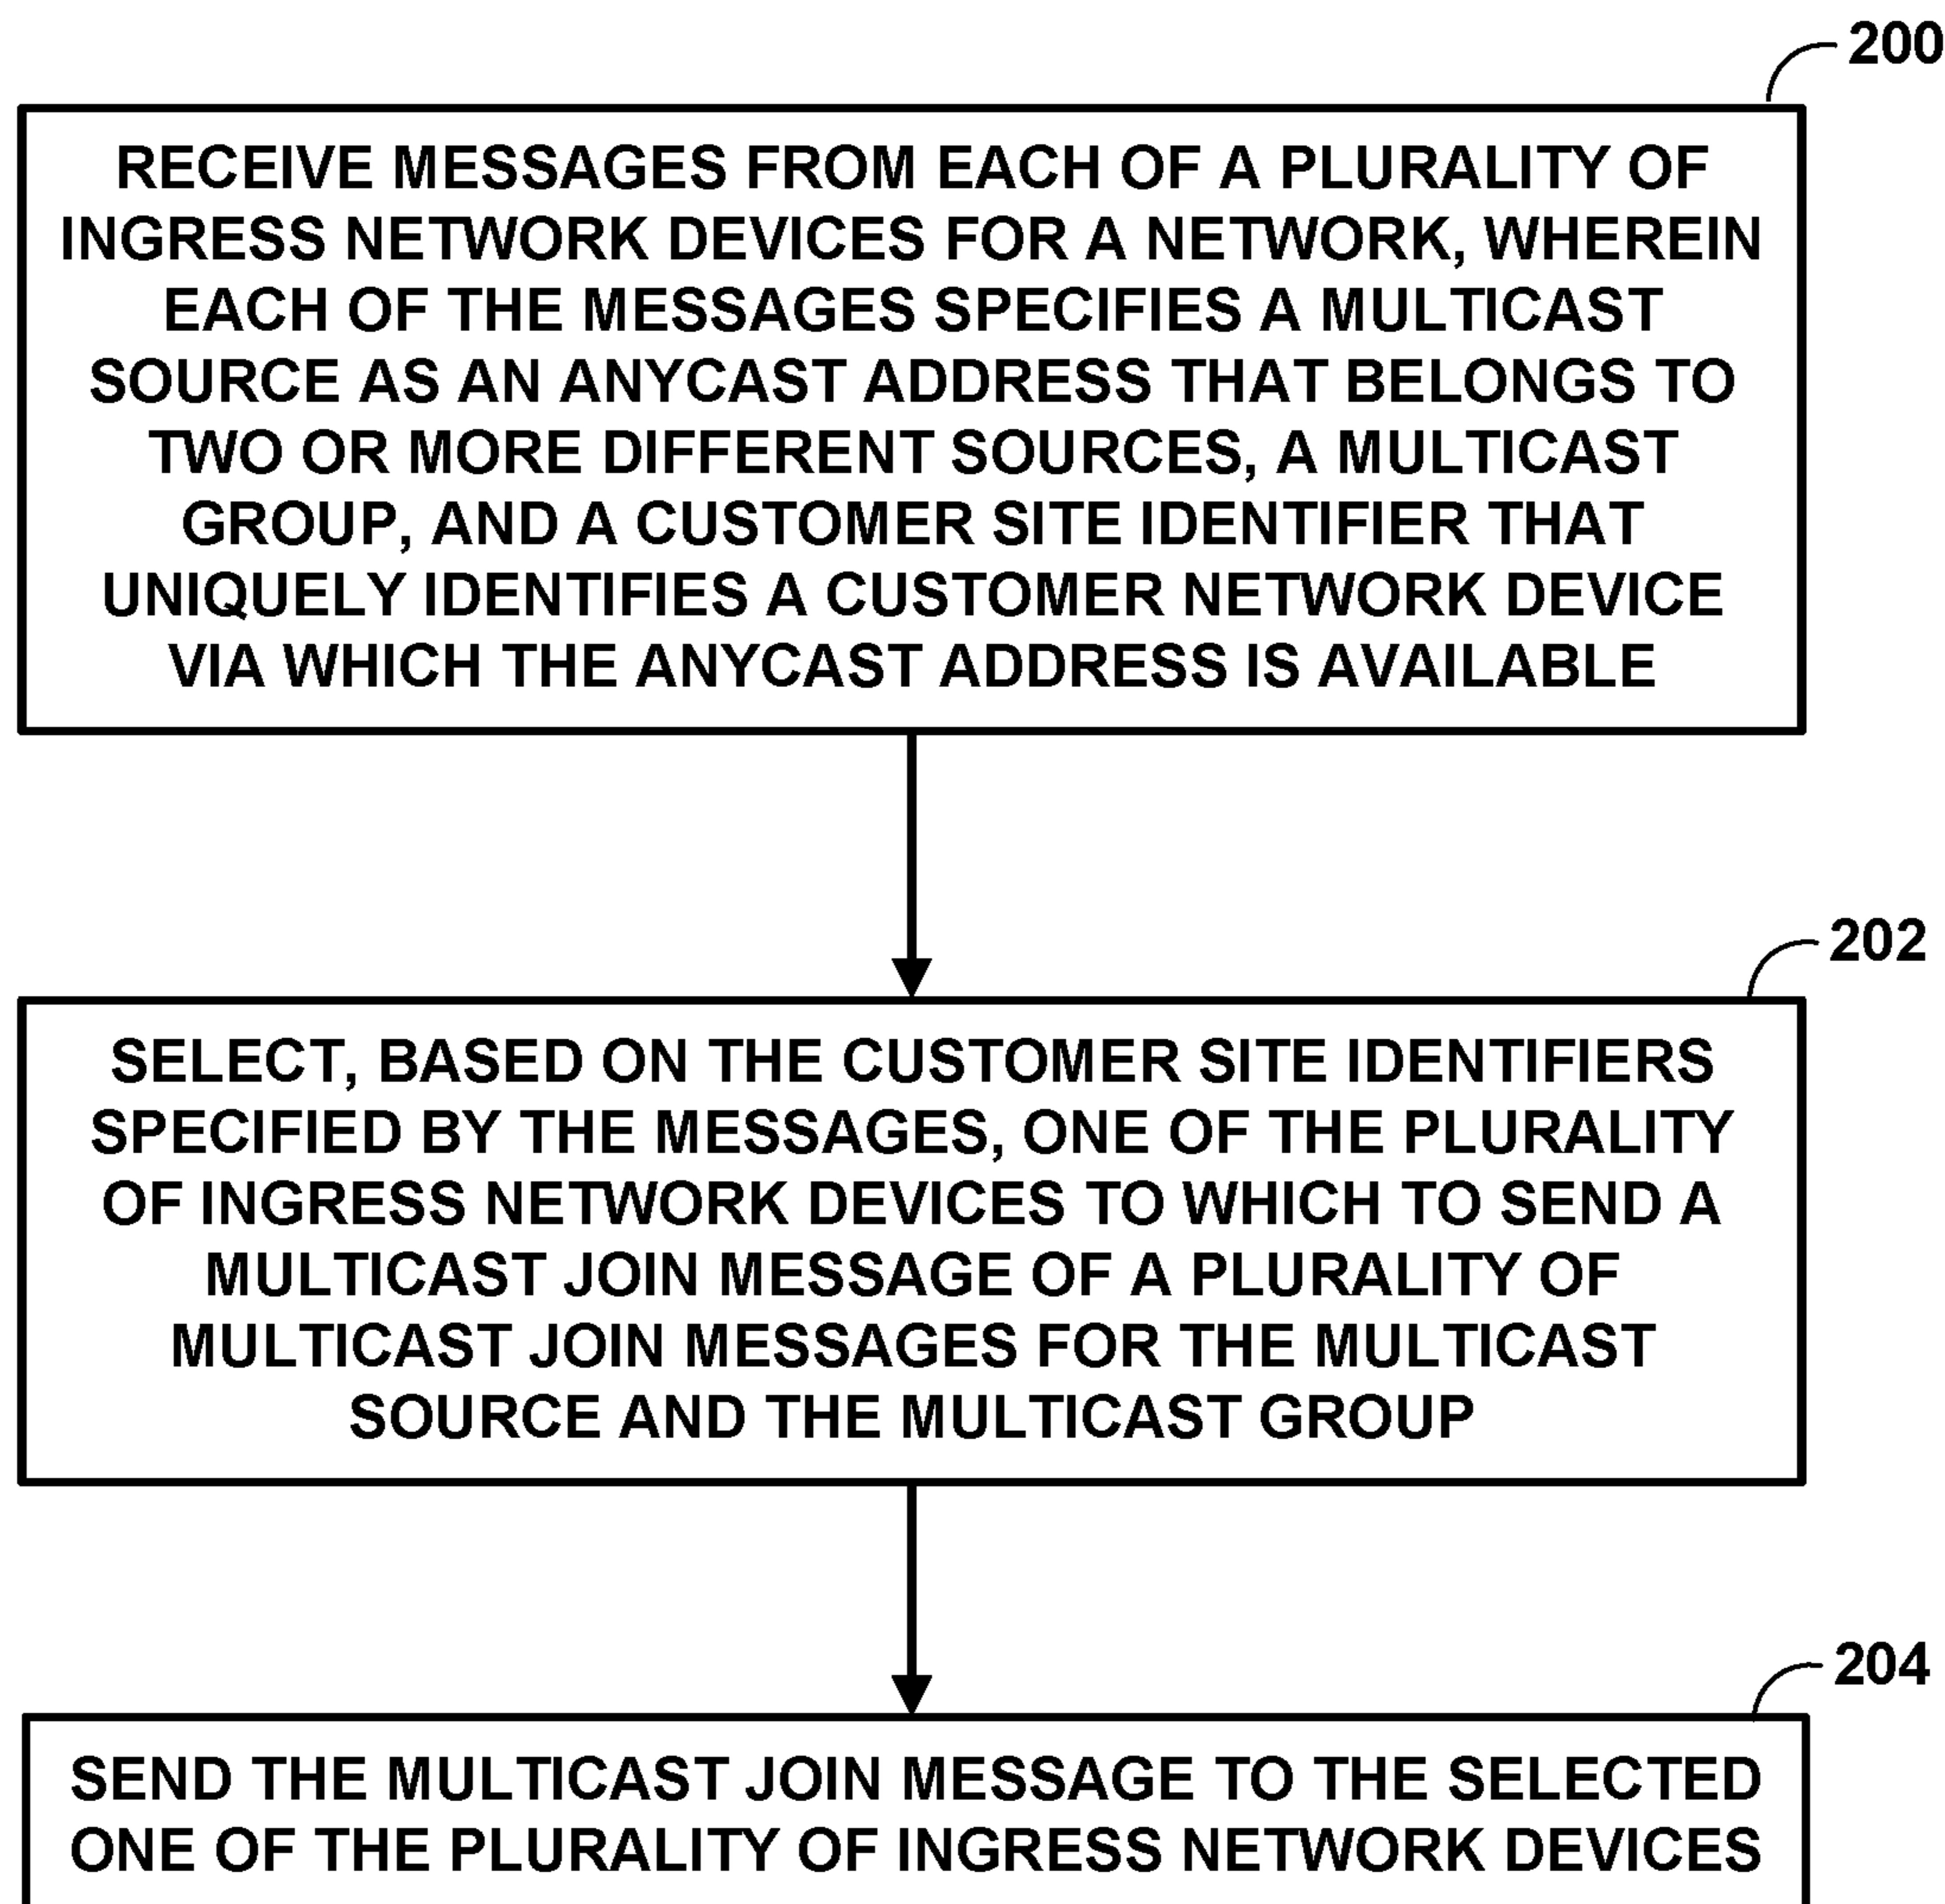 200
RECEIVE MESSAGES FROM EACH OF A PLURALITY OF
INGRESS NETWORK DEVICES FOR A NETWORK, WHEREIN
EACH OF THE MESSAGES SPECIFIES A MULTICAST
SOURCE AS AN ANYCAST ADDRESS THAT BELONGS TO
TWO OR MORE DIFFERENT SOURCES, A MULTICAST
GROUP, AND A CUSTOMER SITE IDENTIFIER THAT
UNIQUELY IDENTIFIES A CUSTOMER NETWORK DEVICE
VIA WHICH THE ANYCAST ADDRESS IS AVAILABLE
202
SELECT, BASED ON THE CUSTOMER SITE IDENTIFIERS
SPECIFIED BY THE MESSAGES, ONE OF THE PLURALITY
OF INGRESS NETWORK DEVICES TO WHICH TO SEND A
MULTICAST JOIN MESSAGE OF A PLURALITY OF
MULTICAST JOIN MESSAGES FOR THE MULTICAST
SOURCE AND THE MULTICAST GROUP
204
SEND THE MULTICAST JOIN MESSAGE TO THE SELECTED
ONE OF THE PLURALITY OF INGRESS NETWORK DEVICES